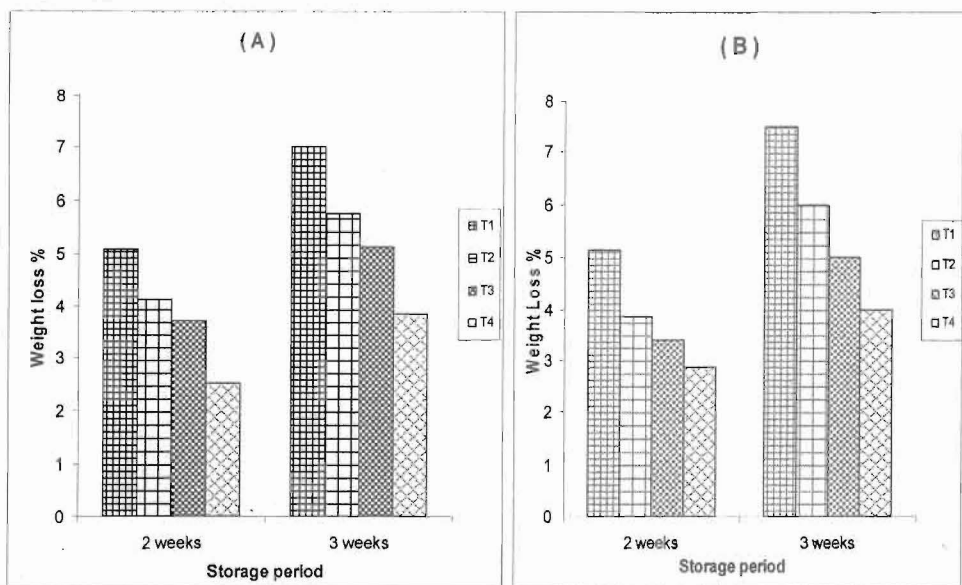 (A)
8
7
6
5
4
3
2
1
0
Weight loss %
2 weeks
3 weeks
Storage period
T1
T2
T3
T4
(B)
8
7
6
5
4
3
2
1
0
Weight Loss %
2 weeks
3 weeks
Storage period
T1
T2
T3
T4